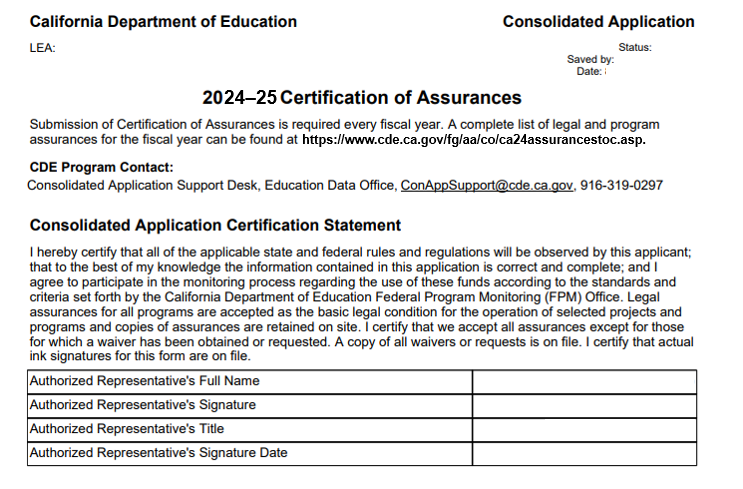 California Department of Education
Consolidated Application
LEA:
Status:
Saved by:
Date:
2024–25 Certification of Assurances
Submission of Certification of Assurances is required every fiscal year. A complete list of legal and program
assurances for the fiscal year can be found at https://www.cde.ca.gov/fg/aa/co/ca24assurancestoc.asp.
CDE Program Contact:
Consolidated Application Support Desk, Education Data Office, ConAppSupport@cde.ca.gov, 916-319-0297
Consolidated Application Certification Statement
I hereby certify that all of the applicable state and federal rules and regulations will be observed by this applicant;
that to the best of my knowledge the information contained in this application is correct and complete; and I
agree to participate in the monitoring process regarding the use of these funds according to the standards and
criteria set forth by the California Department of Education Federal Program Monitoring (FPM) Office. Legal
assurances for all programs are accepted as the basic legal condition for the operation of selected projects and
programs and copies of assurances are retained on site. I certify that we accept all assurances except for those
for which a waiver has been obtained or requested. A copy of all waivers or requests is on file. I certify that actual
ink signatures for this form are on file.
Authorized Representative's Full Name
Authorized Representative's Signature
Authorized Representative's Title
Authorized Representative's Signature Date